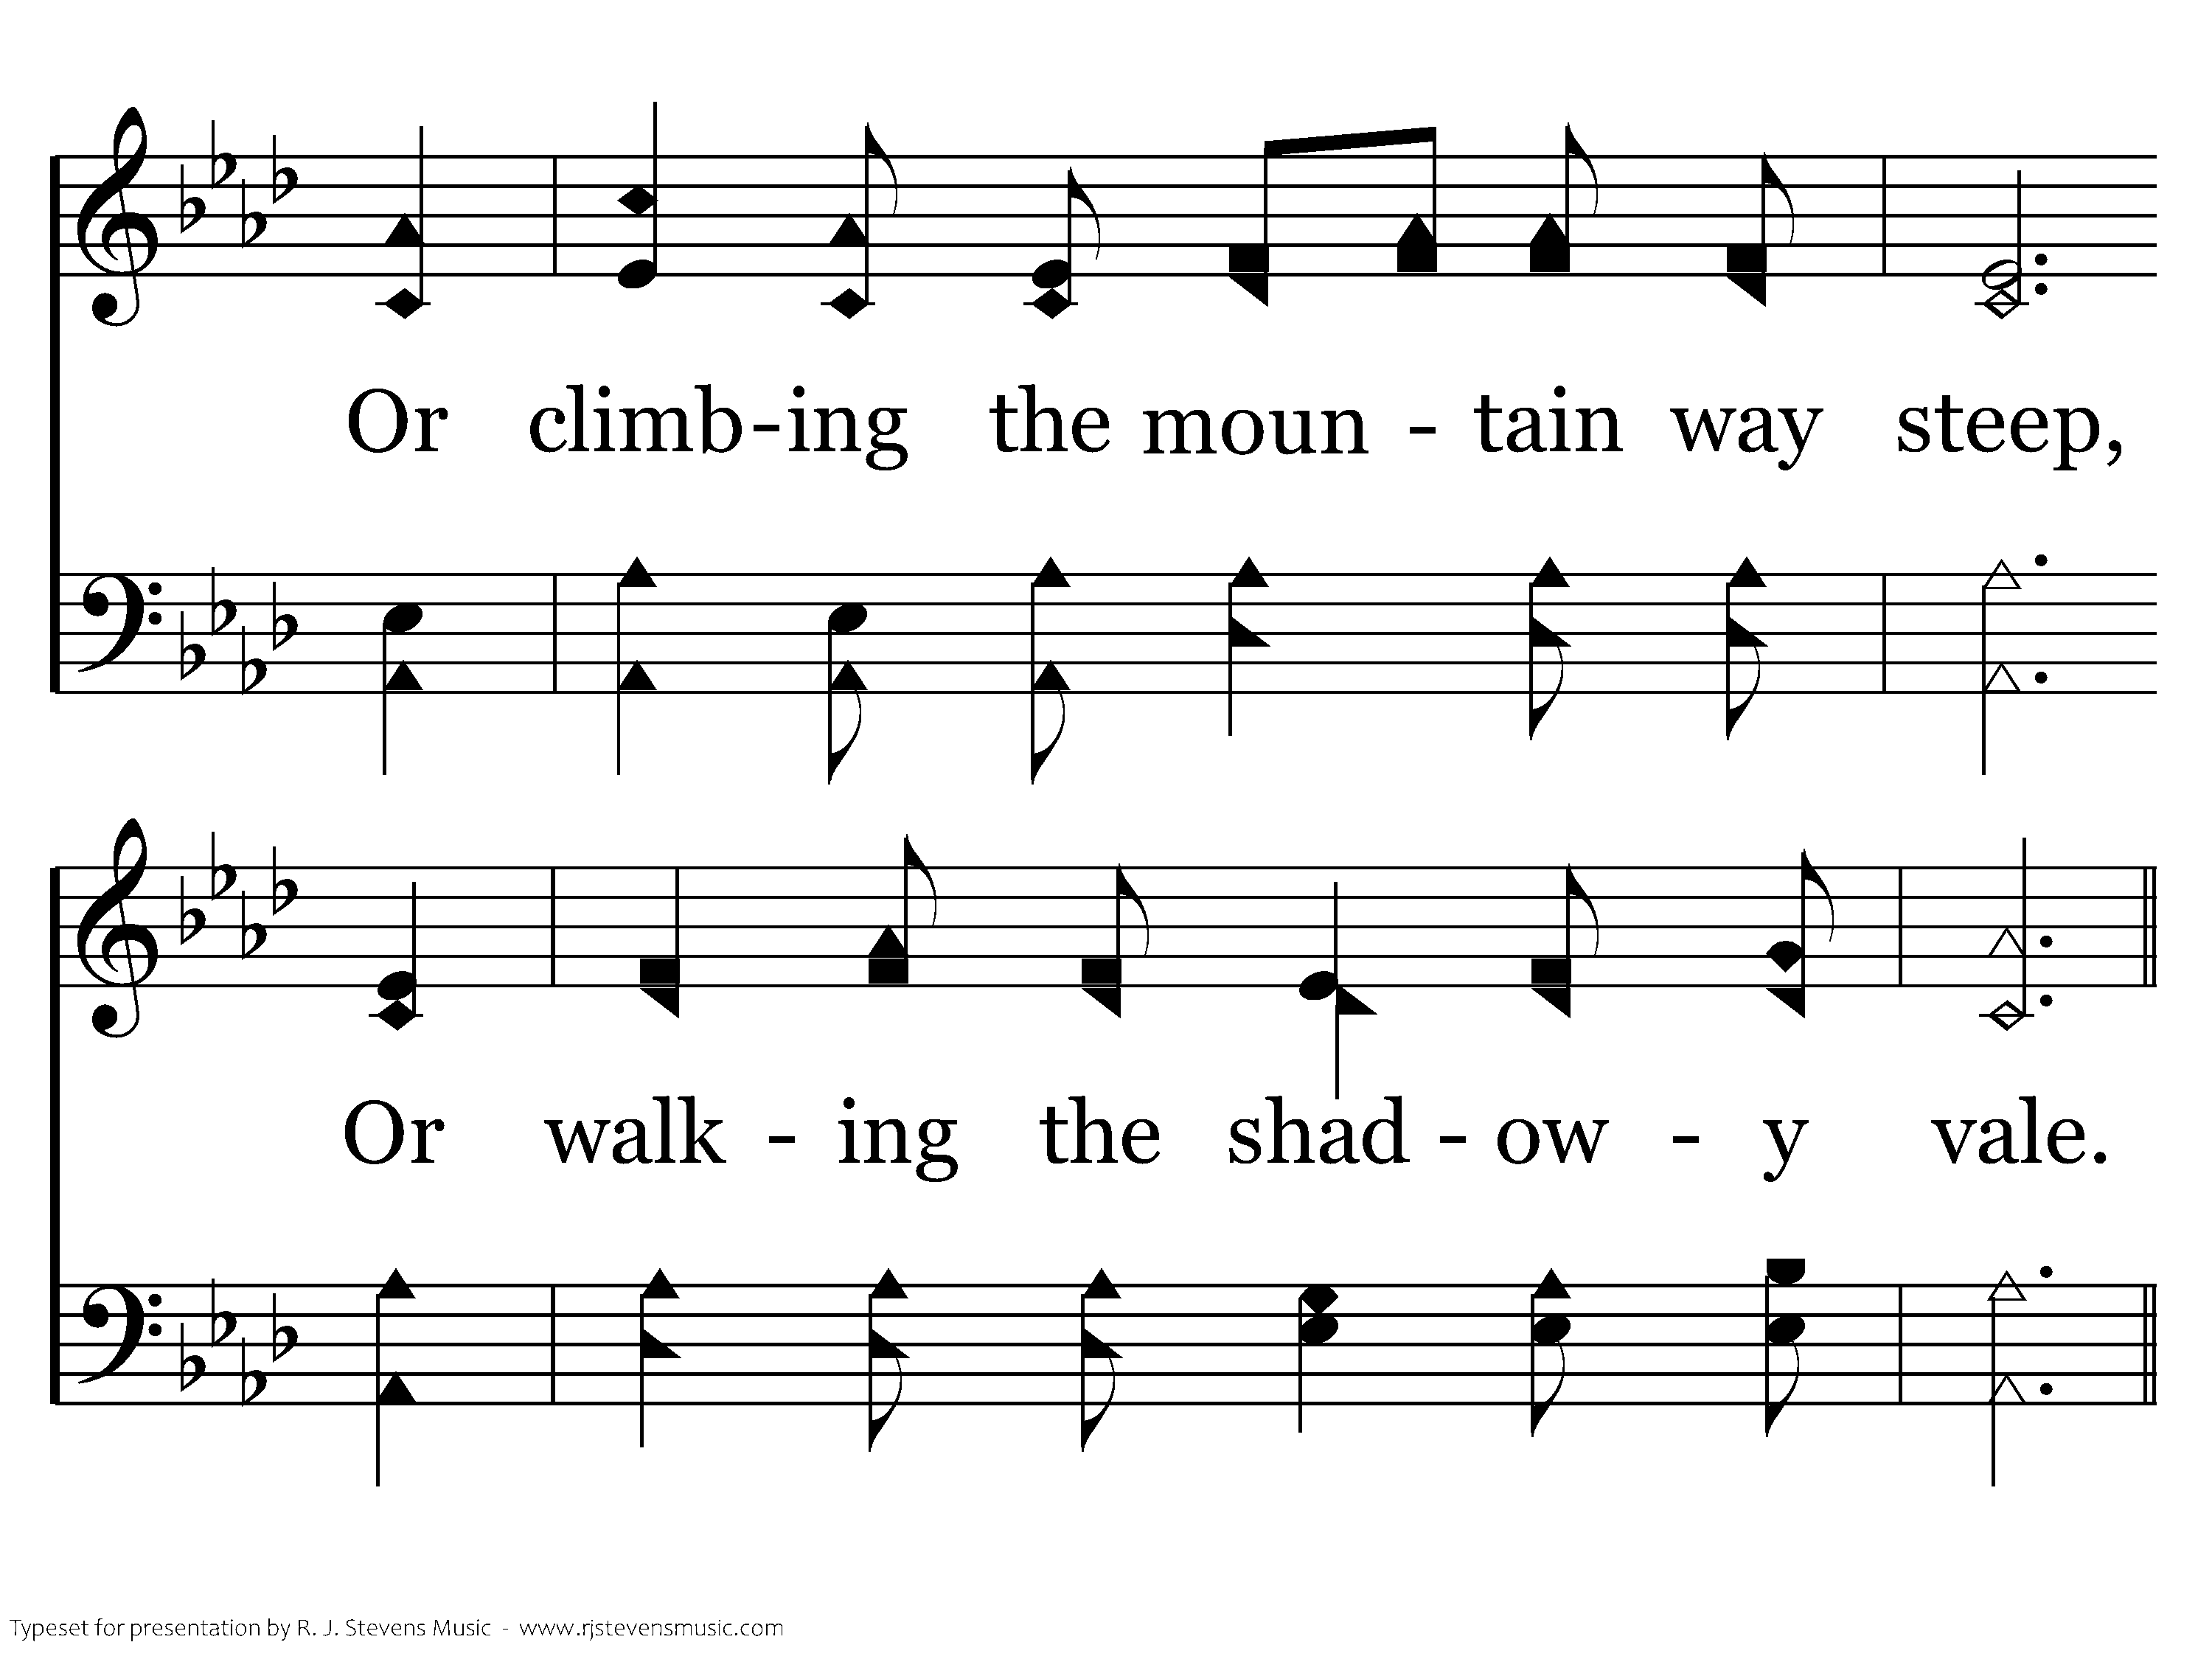 Or climb-ing the moun - tain way steep,
Or walk - ing the shad - ow - y vale.
Typeset for presentation by R. J. Stevens Music - www.rjstevensmusic.com